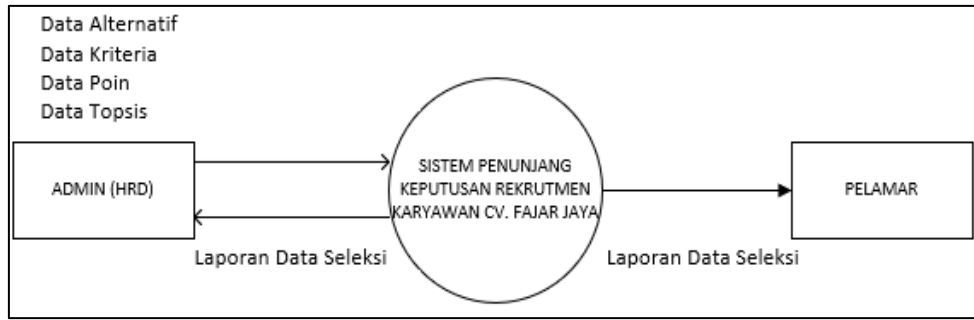 Data Alternatif
Data Kriteria
Data Poin
Data Topsis
ADMIN (HRD)
SISTEM PENUNJANG
KEPUTUSAN REKRUTMEN
KARYAWAN CV. FAJAR JAYA
PELAMAR
Laporan Data Seleksi
Laporan Data Seleksi